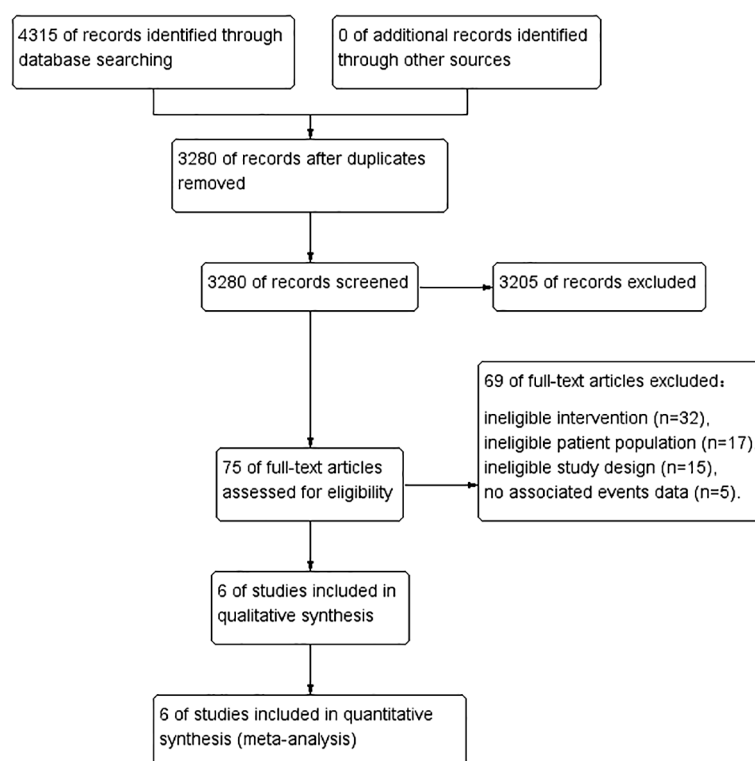 4315 of records identified through
database searching
0 of additional records identified
through other sources
3280 of records after duplicates
removed
3280 of records screened
3205 of records excluded
69 of full-text articles excluded：
ineligible intervention (n=32),
ineligible patient population (n=17)
ineligible study design (n=15),
no associated events data (n=5).
75 of full-text articles
assessed for eligibility
6 of studies included in
qualitative synthesis
6 of studies included in quantitative
synthesis (meta-analysis)